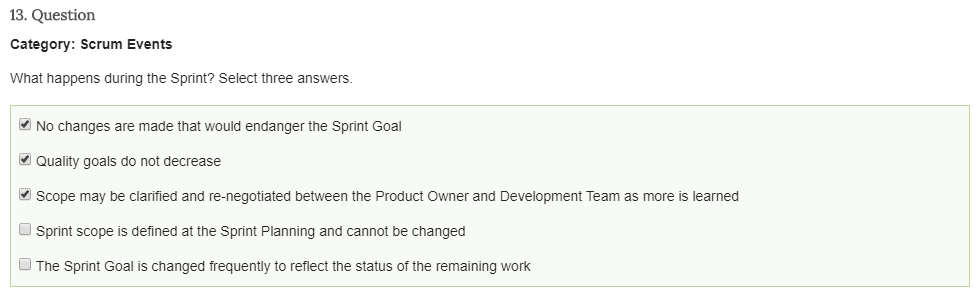 13. Question
Category: Scrum Events
What happens during the Sprint? Select three answers.
No changes are made that would endanger the Sprint Goal
Quality goals do not decrease
Scope may be clarified and re-negotiated between the Product Owner and Development Team as more is learned
Sprint scope is defined at the Sprint Planning and cannot be changed
The Sprint Goal is changed frequently to reflect the status of the remaining work